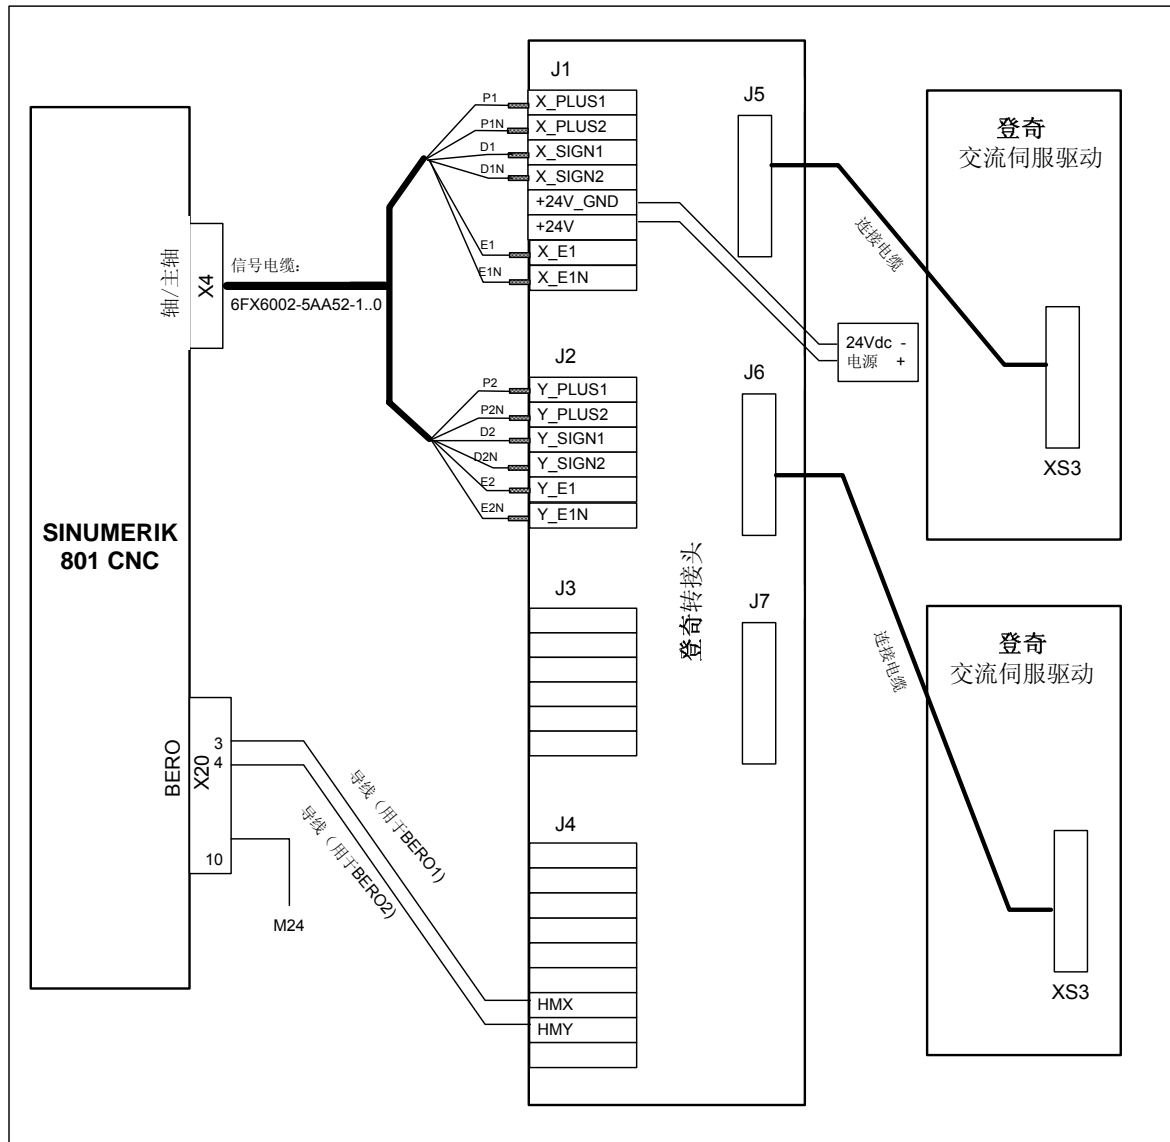 SINUMERIK
801 CNC
轴/主轴
X4
信号电缆:
6FX6002-5AA52-1..0
BERO
X20
3
4
10
M24
导线（用于BERO1)
导线（用于BERO2)
J1
P1
X_PLUS1
P1N
X_PLUS2
D1
X_SIGN1
D1N
X_SIGN2
+24V_GND
+24V
E1
X_E1
E1N
X_E1N
J2
P2
Y_PLUS1
P2N
Y_PLUS2
D2
Y_SIGN1
D2N
Y_SIGN2
E2
Y_E1
E2N
Y_E1N
J3
J4
HMX
HMY
J5
J6
J7
登奇转接头
24Vdc -
电源 +
连接电缆
连接电缆
登奇
交流伺服驱动
XS3
登奇
交流伺服驱动
XS3